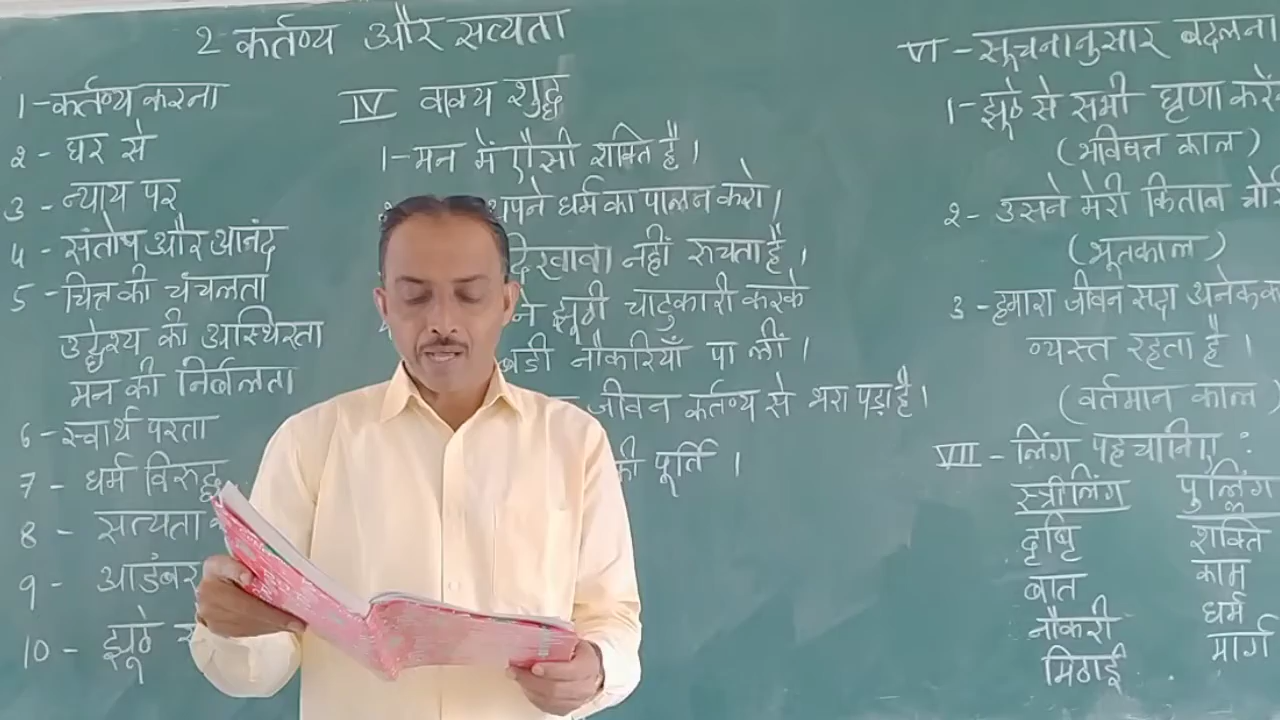 2 कर्तव्य और सत्यता
1-कर्तव्य करना
2 - घर से
3 - न्याय पर
4 - संतोष और आनंद
5 - चित्त की चंचलता
उद्देश्य की अस्थिरता
मन की निर्बलता
6 - स्वार्थ परता
7 - धर्म विरुद्ध
8 - सत्यता
9 - आडंबर
10 - झूठे
IV वाक्य शुद्ध
1-मन में ऐसी शक्ति है।
अपने धर्म का पालन करो।
दिखावा नहीं रुचता है।
ने झूठी चाटुकारी करके
बडी नौकरियाँ पा ली।
जीवन कर्तव्य से भरा पड़ा है।
की पूर्ति।
VI - सूचनानुसार बदलना
1-झूठे से सभी घृणा
(भविषत्त काल)
2 - उसने मेरी किताब
(भूतकाल)
3 - हमारा जीवन सदा
व्यस्त रहता है।
(वर्तमान काल)
VII - लिंग पहचानिए :
स्त्रीलिंग पुल्लिंग
दृष्टि शक्ति
बात काम
नौकरी धर्म
मिठाई मार्ग